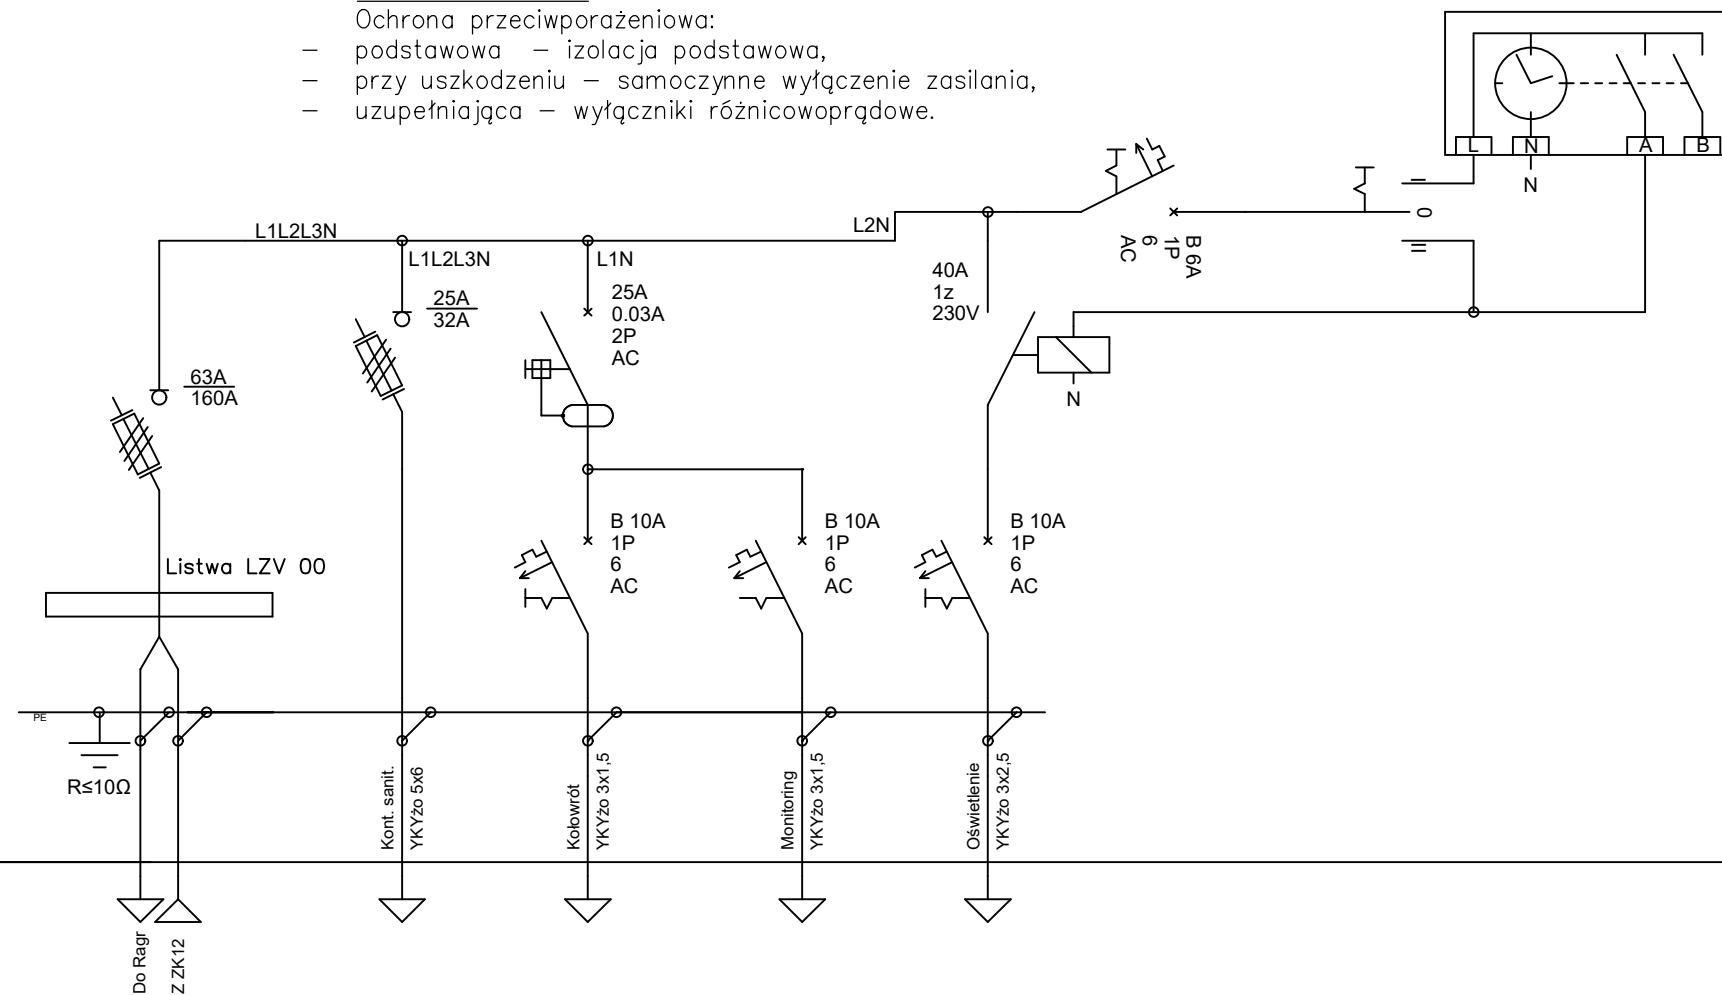 Ochrona przeciwporażeniowa:
– podstawowa – izolacja podstawowa,
– przy uszkodzeniu – samoczynne wyłączenie zasilania,
– uzupełniająca – wyłączniki różnicowoprądowe.
L
N
A
B
N
I
0
II
B 6A
1P
6
AC
L1L2L3N
L2N
L1L2L3N
L1N
25A
32A
25A
0.03A
2P
AC
40A
1z
230V
N
63A
160A
B 10A
1P
6
AC
B 10A
1P
6
AC
B 10A
1P
6
AC
Listwa LZV 00
PE
R≤10Ω
Kont. sanit.
YKYżo 5x6
Kołowrót
YKYżo 3x1,5
Monitoring
YKYżo 3x1,5
Oświetlenie
YKYżo 3x2,5
Do Ragr
Z ZK12